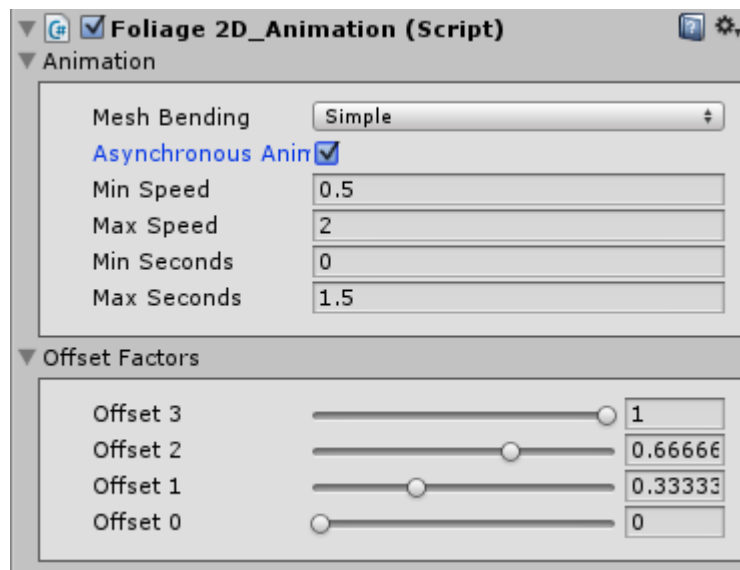 Foliage 2D_Animation (Script)
Animation
Mesh Bending Simple
Asynchronous Anim
Min Speed 0.5
Max Speed 2
Min Seconds 0
Max Seconds 1.5
Offset Factors
Offset 3 1
Offset 2 0.66666
Offset 1 0.33333
Offset 0 0